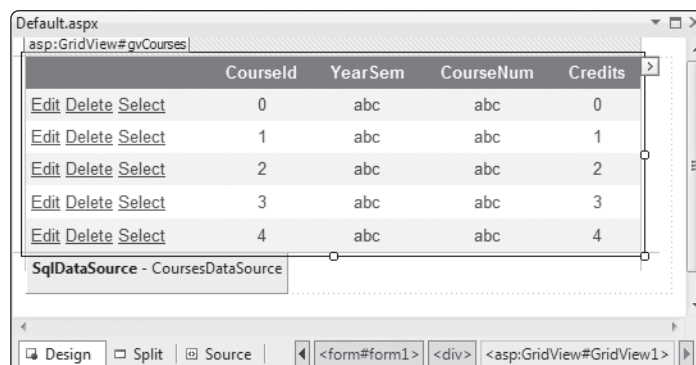 Default.aspx
asp:GridView#gvCourses
CourseId YearSem CourseNum Credits
Edit Delete Select 0 abc abc 0
Edit Delete Select 1 abc abc 1
Edit Delete Select 2 abc abc 2
Edit Delete Select 3 abc abc 3
Edit Delete Select 4 abc abc 4
SqlDataSource - CoursesDataSource
Design Split Source <form#form1> <div> <asp:GridView#GridView1>